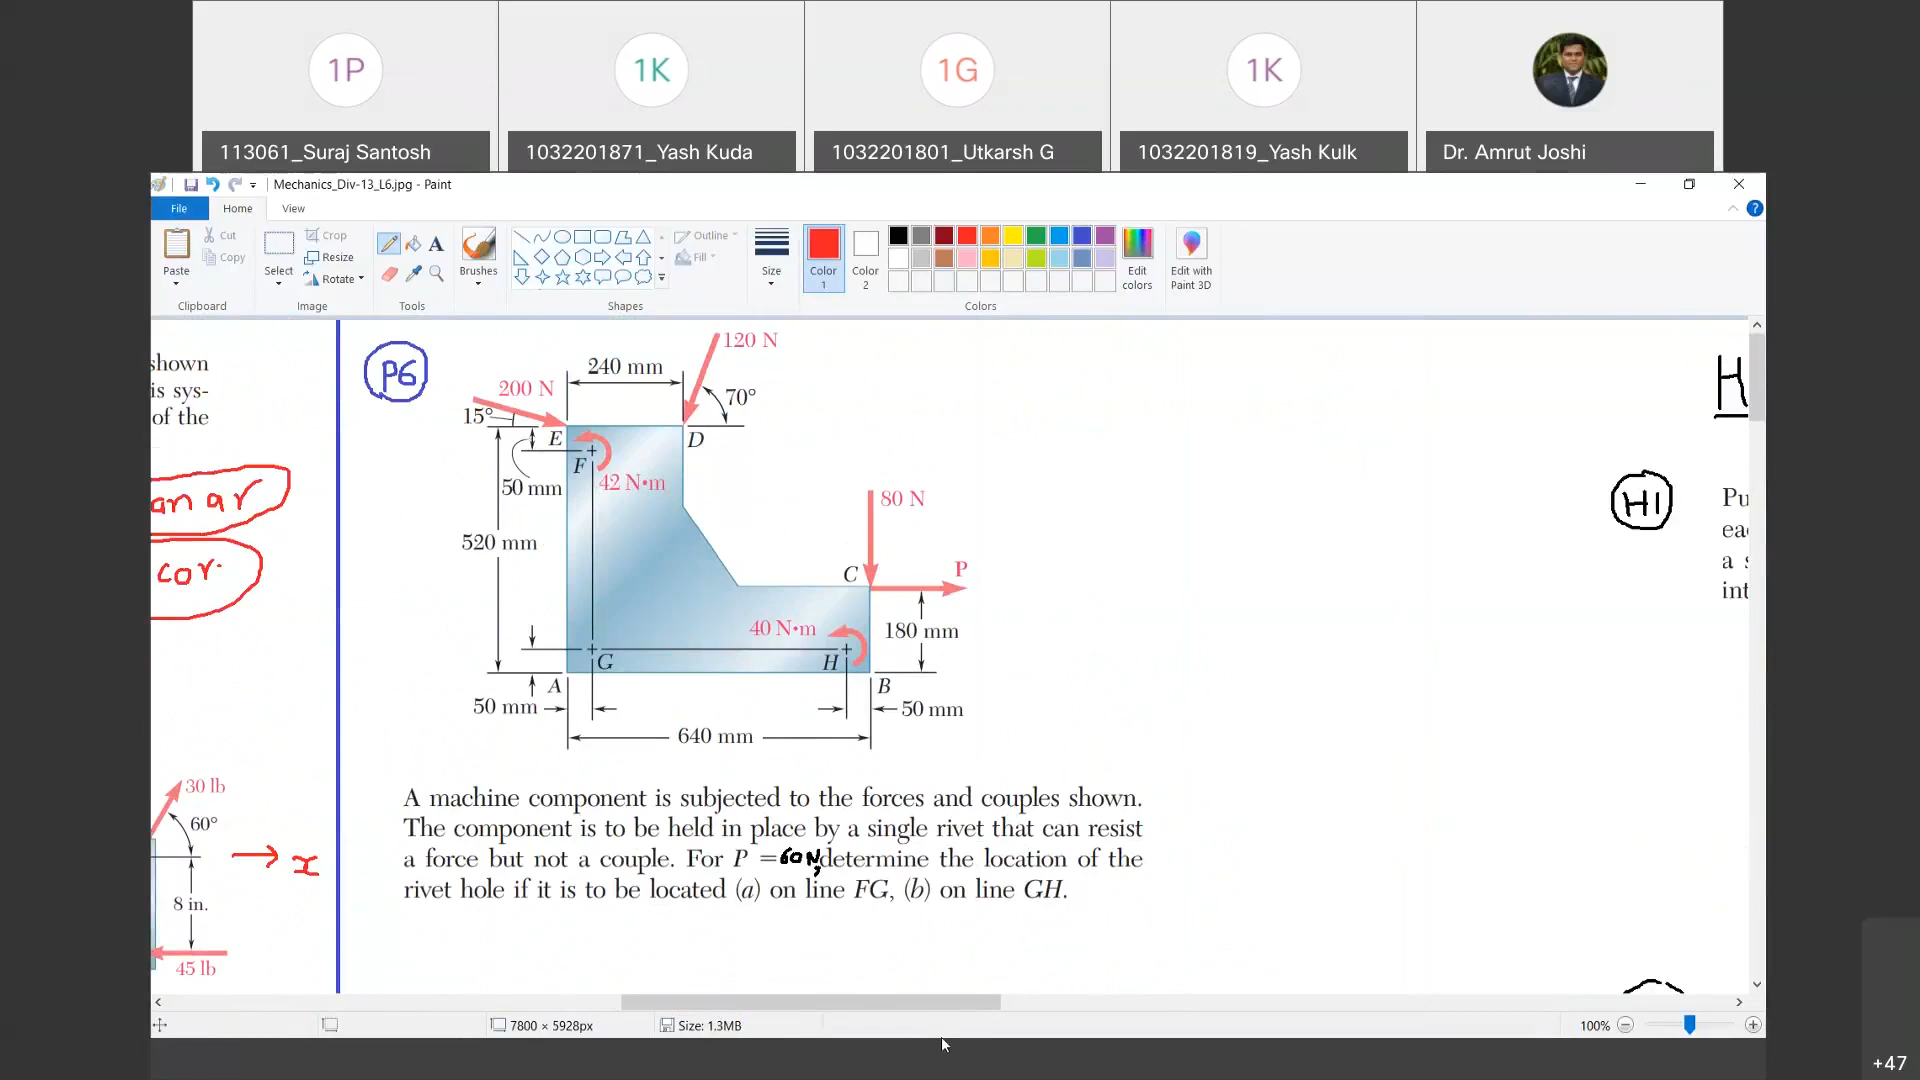 1P
1K
1G
1K
113061_Suraj Santosh
1032201871_Yash Kuda
1032201801_Utkarsh G
1032201819_Yash Kulk
Dr. Amrut Joshi
Mechanics_Div-13_L6.jpg - Paint
File
Home
View
Paste
Cut
Copy
Clipboard
Select
Crop
Resize
Rotate
Image
A
Tools
Brushes
Shapes
Outline
Fill
Size
Color 1
Color 2
Colors
Edit colors
Edit with Paint 3D
shown
is sys-
of the
anar
cor.
30 lb
60°
x
8 in.
45 lb
P6
120 N
240 mm
200 N
70°
15°
E
D
F
42 N•m
50 mm
80 N
520 mm
C
P
40 N•m
180 mm
G
H
A
B
50 mm
50 mm
640 mm
A machine component is subjected to the forces and couples shown.
The component is to be held in place by a single rivet that can resist
a force but not a couple. For P = 60N, determine the location of the
rivet hole if it is to be located (a) on line FG, (b) on line GH.
H
H1
Pu
ea
a s
int
7800 × 5928px
Size: 1.3MB
100%
+47